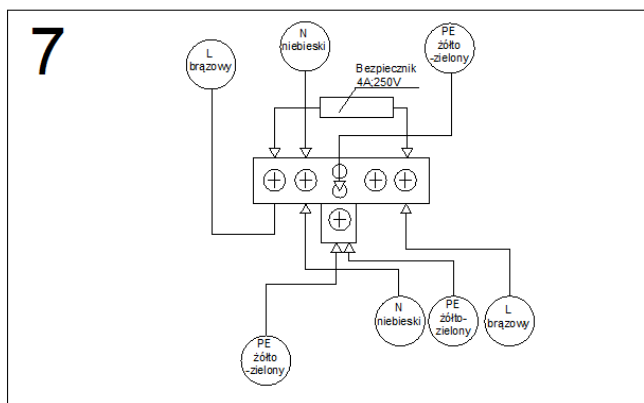 7
L
brązowy
N
niebieski
PE
żółto
-zielony
Bezpiecznik
4A;250V
N
niebieski
PE
żółto-
zielony
L
brązowy
PE
żółto
-zielony